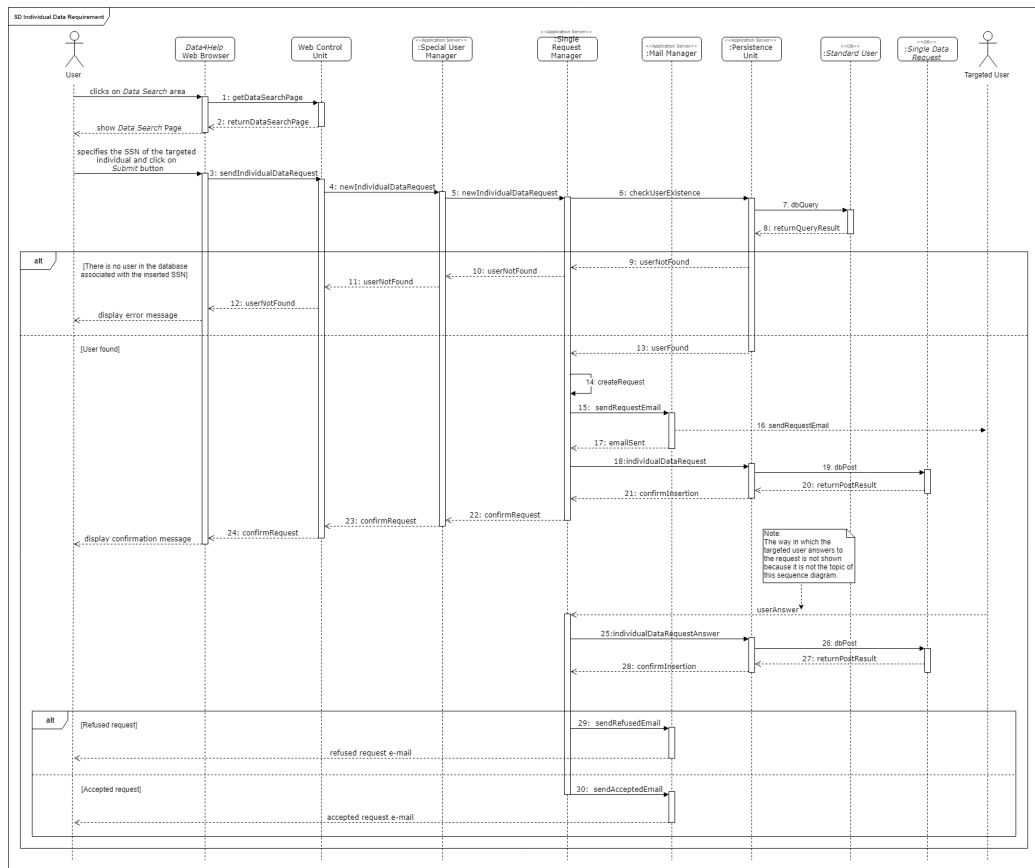 SD Individual Data Requirement
User
Data4Help
Web Browser
Web Control
Unit
<<Application Server>>
:Special User
Manager
<<Application Server>>
:Single
Request
Manager
<<Application Server>>
:Mail Manager
<<Application Server>>
:Persistence
Unit
<<DB>>
:Standard User
<<DB>>
:Single Data
Request
Targeted User
clicks on Data Search area
1: getDataSearchPage
2: returnDataSearchPage
show Data Search Page
specifies the SSN of the targeted
individual and click on
Submit button
3: sendIndividualDataRequest
4: newIndividualDataRequest
5: newIndividualDataRequest
6: checkUserExistence
7: dbQuery
8: returnQueryResult
alt
[There is no user in the database
associated with the inserted SSN]
9: userNotFound
10: userNotFound
11: userNotFound
12: userNotFound
display error message
[User found]
13: userFound
14: createRequest
15: sendRequestEmail
16: sendRequestEmail
17: emailSent
18:individualDataRequest
19: dbPost
20: returnPostResult
21: confirmInsertion
22: confirmRequest
23: confirmRequest
24: confirmRequest
display confirmation message
Note:
The way in which the
targeted user answers to
the request is not shown
because it is not the topic of
this sequence diagram.
userAnswer
25:individualDataRequestAnswer
26: dbPost
27: returnPostResult
28: confirmInsertion
alt
[Refused request]
29: sendRefusedEmail
refused request e-mail
[Accepted request]
30: sendAcceptedEmail
accepted request e-mail